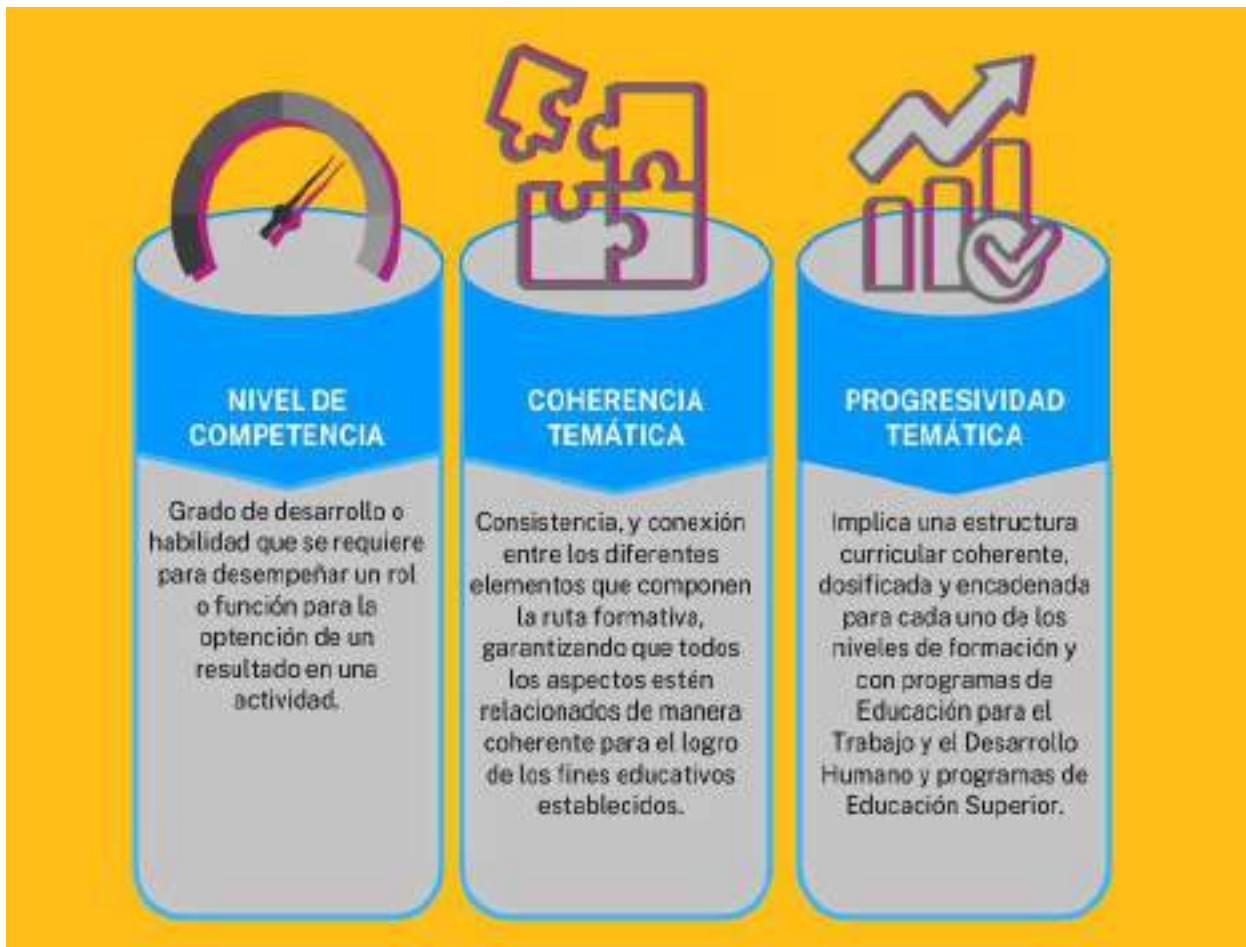 NIVEL DE
COMPETENCIA
Grado de desarrollo o
habilidad que se requiere
para desempeñar un rol
o función para la
optención de un
resultado en una
actividad.
COHERENCIA
TEMÁTICA
Consistencia, y conexión
entre los diferentes
elementos que componen
la ruta formativa,
garantizando que todos
los aspectos estén
relacionados de manera
coherente para el logro
de los fines educativos
establecidos.
PROGRESIVIDAD
TEMÁTICA
Implica una estructura
curricular coherente,
dosificada y encadenada
para cada uno de los
niveles de formación y
con programas de
Educación para el
Trabajo y el Desarrollo
Humano y programas de
Educación Superior.